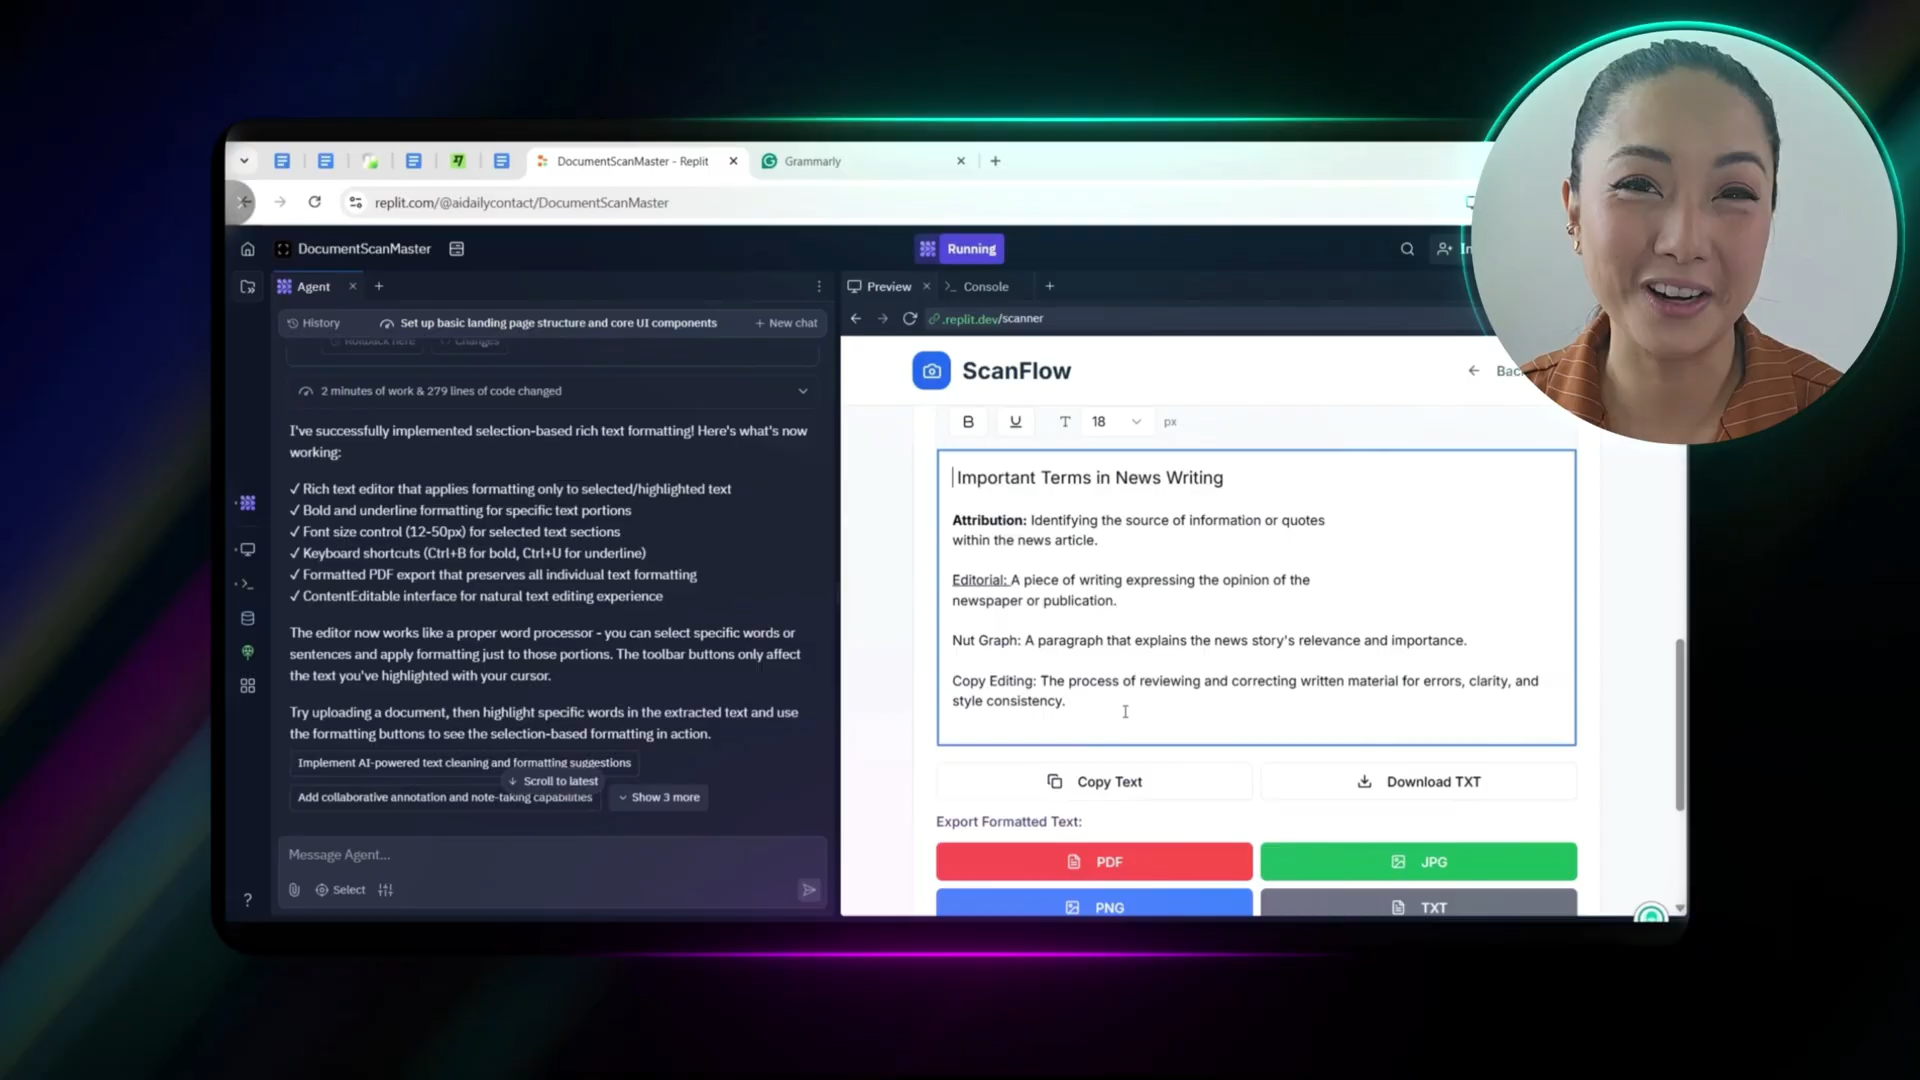 DocumentScanMaster - Replit
Grammarly
replit.com/@aidailycontact/DocumentScanMaster
DocumentScanMaster
Running
Agent
Preview
Console
History
Set up basic landing page structure and core UI components
New chat
.replit.dev/scanner
Rollback here
Changes
ScanFlow
Back
2 minutes of work & 279 lines of code changed
B
U
T
18
px
I've successfully implemented selection-based rich text formatting! Here's what's now
working:
✓ Rich text editor that applies formatting only to selected/highlighted text
✓ Bold and underline formatting for specific text portions
✓ Font size control (12-50px) for selected text sections
✓ Keyboard shortcuts (Ctrl+B for bold, Ctrl+U for underline)
✓ Formatted PDF export that preserves all individual text formatting
✓ ContentEditable interface for natural text editing experience
The editor now works like a proper word processor - you can select specific words or
sentences and apply formatting just to those portions. The toolbar buttons only affect
the text you've highlighted with your cursor.
Try uploading a document, then highlight specific words in the extracted text and use
the formatting buttons to see the selection-based formatting in action.
Implement AI-powered text cleaning and formatting suggestions
Scroll to latest
Add collaborative annotation and note-taking capabilities
Show 3 more
Message Agent...
Select
Important Terms in News Writing
Attribution: Identifying the source of information or quotes
within the news article.
Editorial: A piece of writing expressing the opinion of the
newspaper or publication.
Nut Graph: A paragraph that explains the news story's relevance and importance.
Copy Editing: The process of reviewing and correcting written material for errors, clarity, and
style consistency.
Copy Text
Download TXT
Export Formatted Text:
PDF
JPG
PNG
TXT